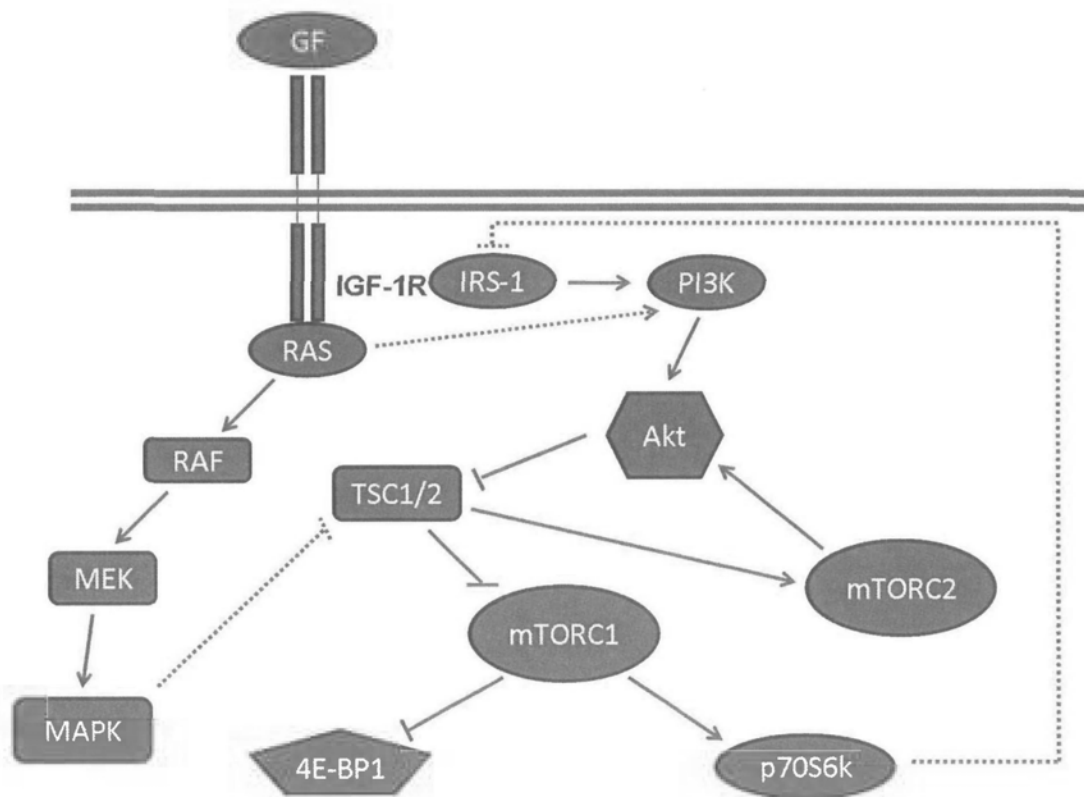 GF
IGF-1R
IRS-1
PI3K
RAS
Akt
RAF
TSC1/2
MEK
mTORC2
mTORC1
MAPK
4E-BP1
p70S6k